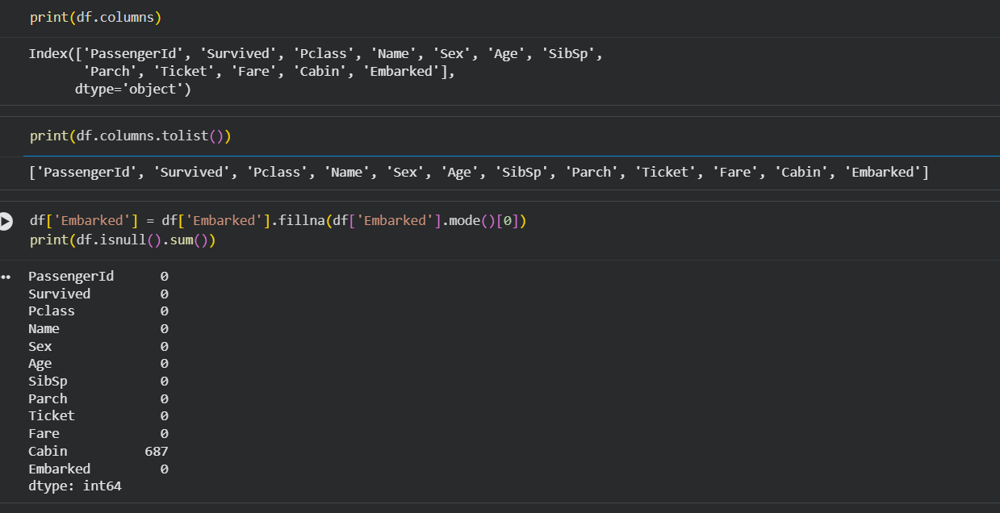 print(df.columns)
Index(['PassengerId', 'Survived', 'Pclass', 'Name', 'Sex', 'Age', 'SibSp',
       'Parch', 'Ticket', 'Fare', 'Cabin', 'Embarked'],
      dtype='object')
print(df.columns.tolist())
['PassengerId', 'Survived', 'Pclass', 'Name', 'Sex', 'Age', 'SibSp', 'Parch', 'Ticket', 'Fare', 'Cabin', 'Embarked']
df['Embarked'] = df['Embarked'].fillna(df['Embarked'].mode()[0])
print(df.isnull().sum())
PassengerId      0
Survived         0
Pclass           0
Name             0
Sex              0
Age              0
SibSp            0
Parch            0
Ticket           0
Fare             0
Cabin          687
Embarked         0
dtype: int64